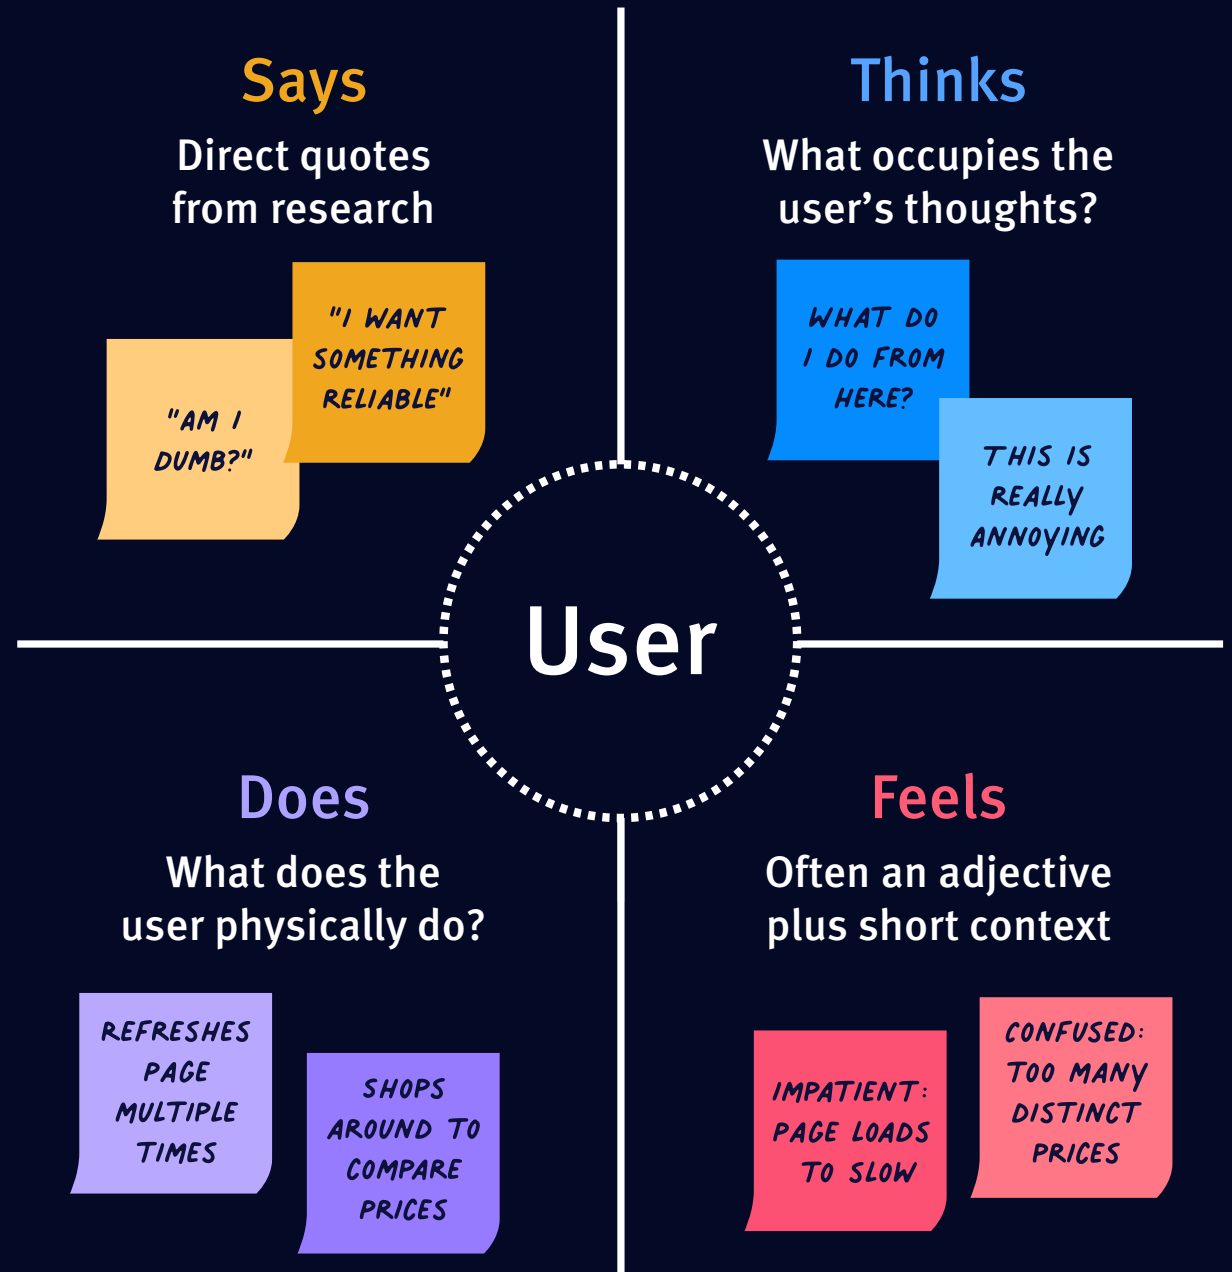 Says
Direct quotes
from research
"I WANT
SOMETHING
RELIABLE"
"AM I
DUMB?"
Thinks
What occupies the
user’s thoughts?
WHAT DO
I DO FROM
HERE?
THIS IS
REALLY
ANNOYING
User
Does
What does the
user physically do?
REFRESHES
PAGE
MULTIPLE
TIMES
SHOPS
AROUND TO
COMPARE
PRICES
Feels
Often an adjective
plus short context
IMPATIENT:
PAGE LOADS
TO SLOW
CONFUSED:
TOO MANY
DISTINCT
PRICES